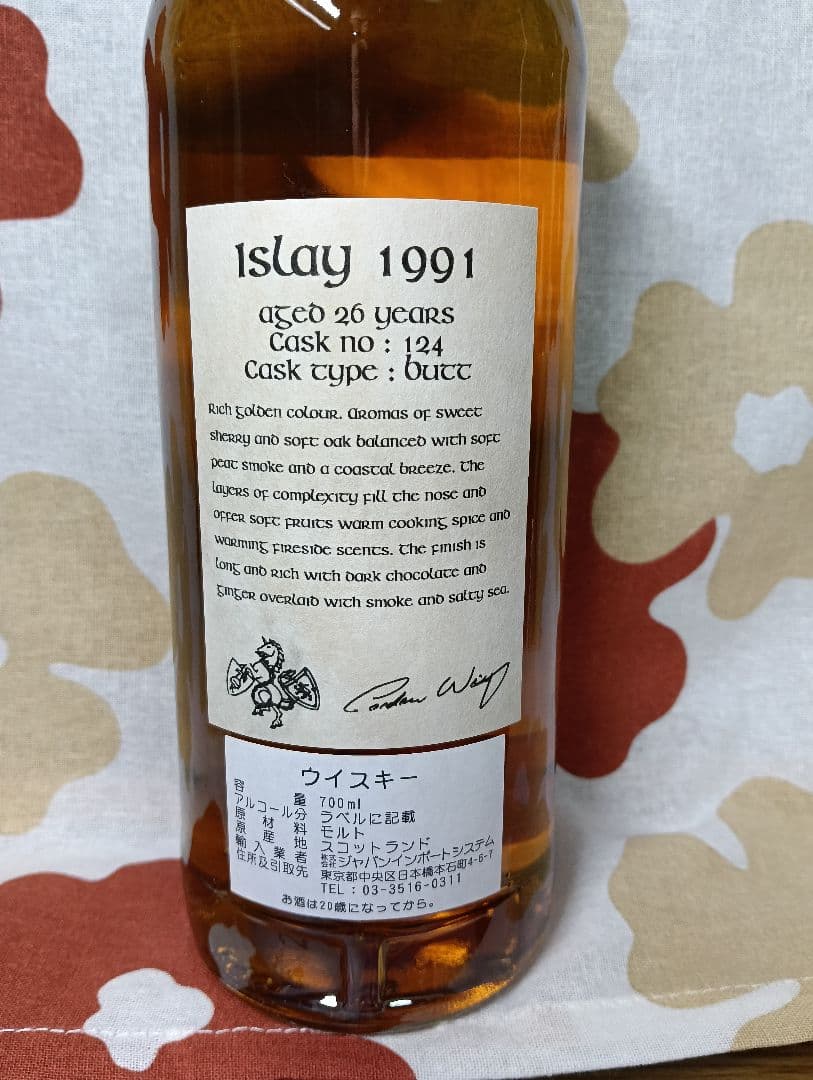 Islay 1991
aged 26 years
Cask no : 124
Cask type : butt
Rich golden colour. Aromas of sweet
sherry and soft oak balanced with soft
peat smoke and a coastal breeze. The
layers of complexity fill the nose and
offer soft fruits warm cooking spice and
warming fireside scents. The finish is
long and rich with dark chocolate and
ginger overlaid with smoke and salty sea.
ウイスキー
容量 700ml
アルコール分 ラベルに記載
原材料 モルト
原産地 スコットランド
輸入業者 株式会社ジャパンインポートシステム
住所及引取先 東京都中央区日本橋本石町4-6-7
TEL : 03-3516-0311
お酒は20歳になってから。